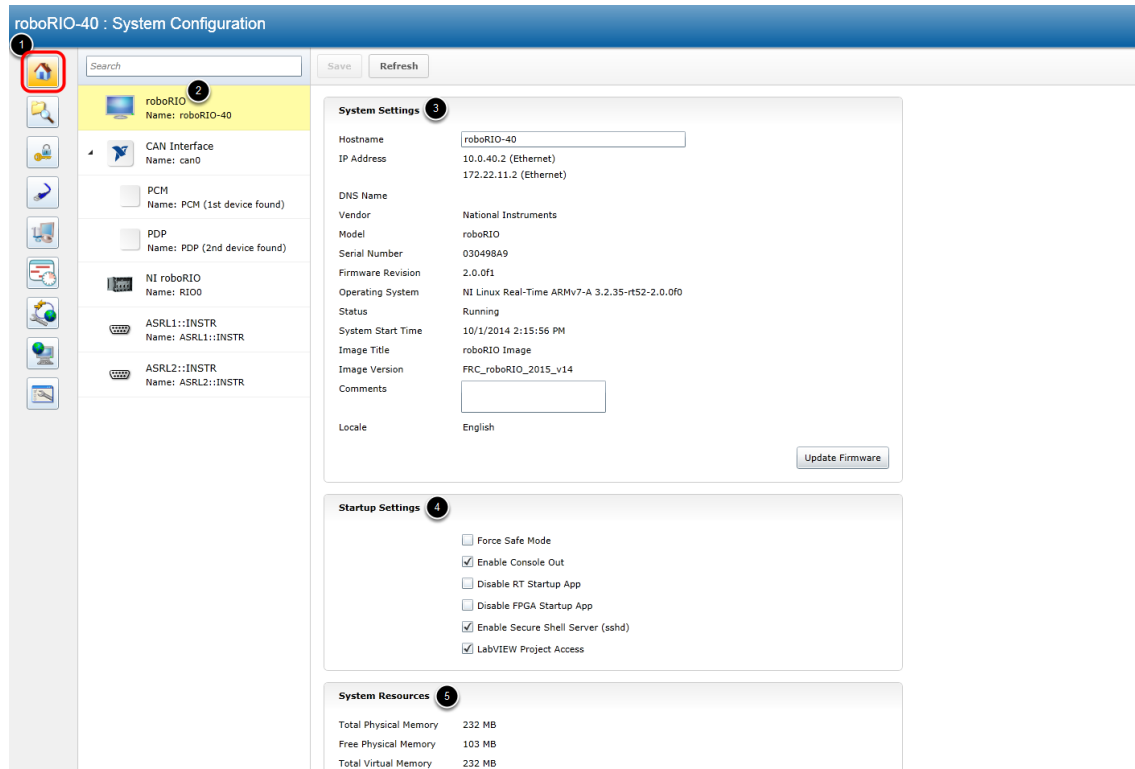 roboRIO-40 : System Configuration
1
Search
Save Refresh
roboRIO 2
Name: roboRIO-40
CAN Interface
Name: can0
PCM
Name: PCM (1st device found)
PDP
Name: PDP (2nd device found)
NI roboRIO
Name: RIO0
ASRL1::INSTR
Name: ASRL1::INSTR
ASRL2::INSTR
Name: ASRL2::INSTR
System Settings 3
Hostname roboRIO-40
IP Address 10.0.40.2 (Ethernet)
172.22.11.2 (Ethernet)
DNS Name
Vendor National Instruments
Model roboRIO
Serial Number 030498A9
Firmware Revision 2.0.0f1
Operating System NI Linux Real-Time ARMv7-A 3.2.35-rt52-2.0.0f0
Status Running
System Start Time 10/1/2014 2:15:56 PM
Image Title roboRIO Image
Image Version FRC_roboRIO_2015_v14
Comments
Locale English
Update Firmware
Startup Settings 4
Force Safe Mode
Enable Console Out
Disable RT Startup App
Disable FPGA Startup App
Enable Secure Shell Server (sshd)
LabVIEW Project Access
System Resources 5
Total Physical Memory 232 MB
Free Physical Memory 103 MB
Total Virtual Memory 232 MB